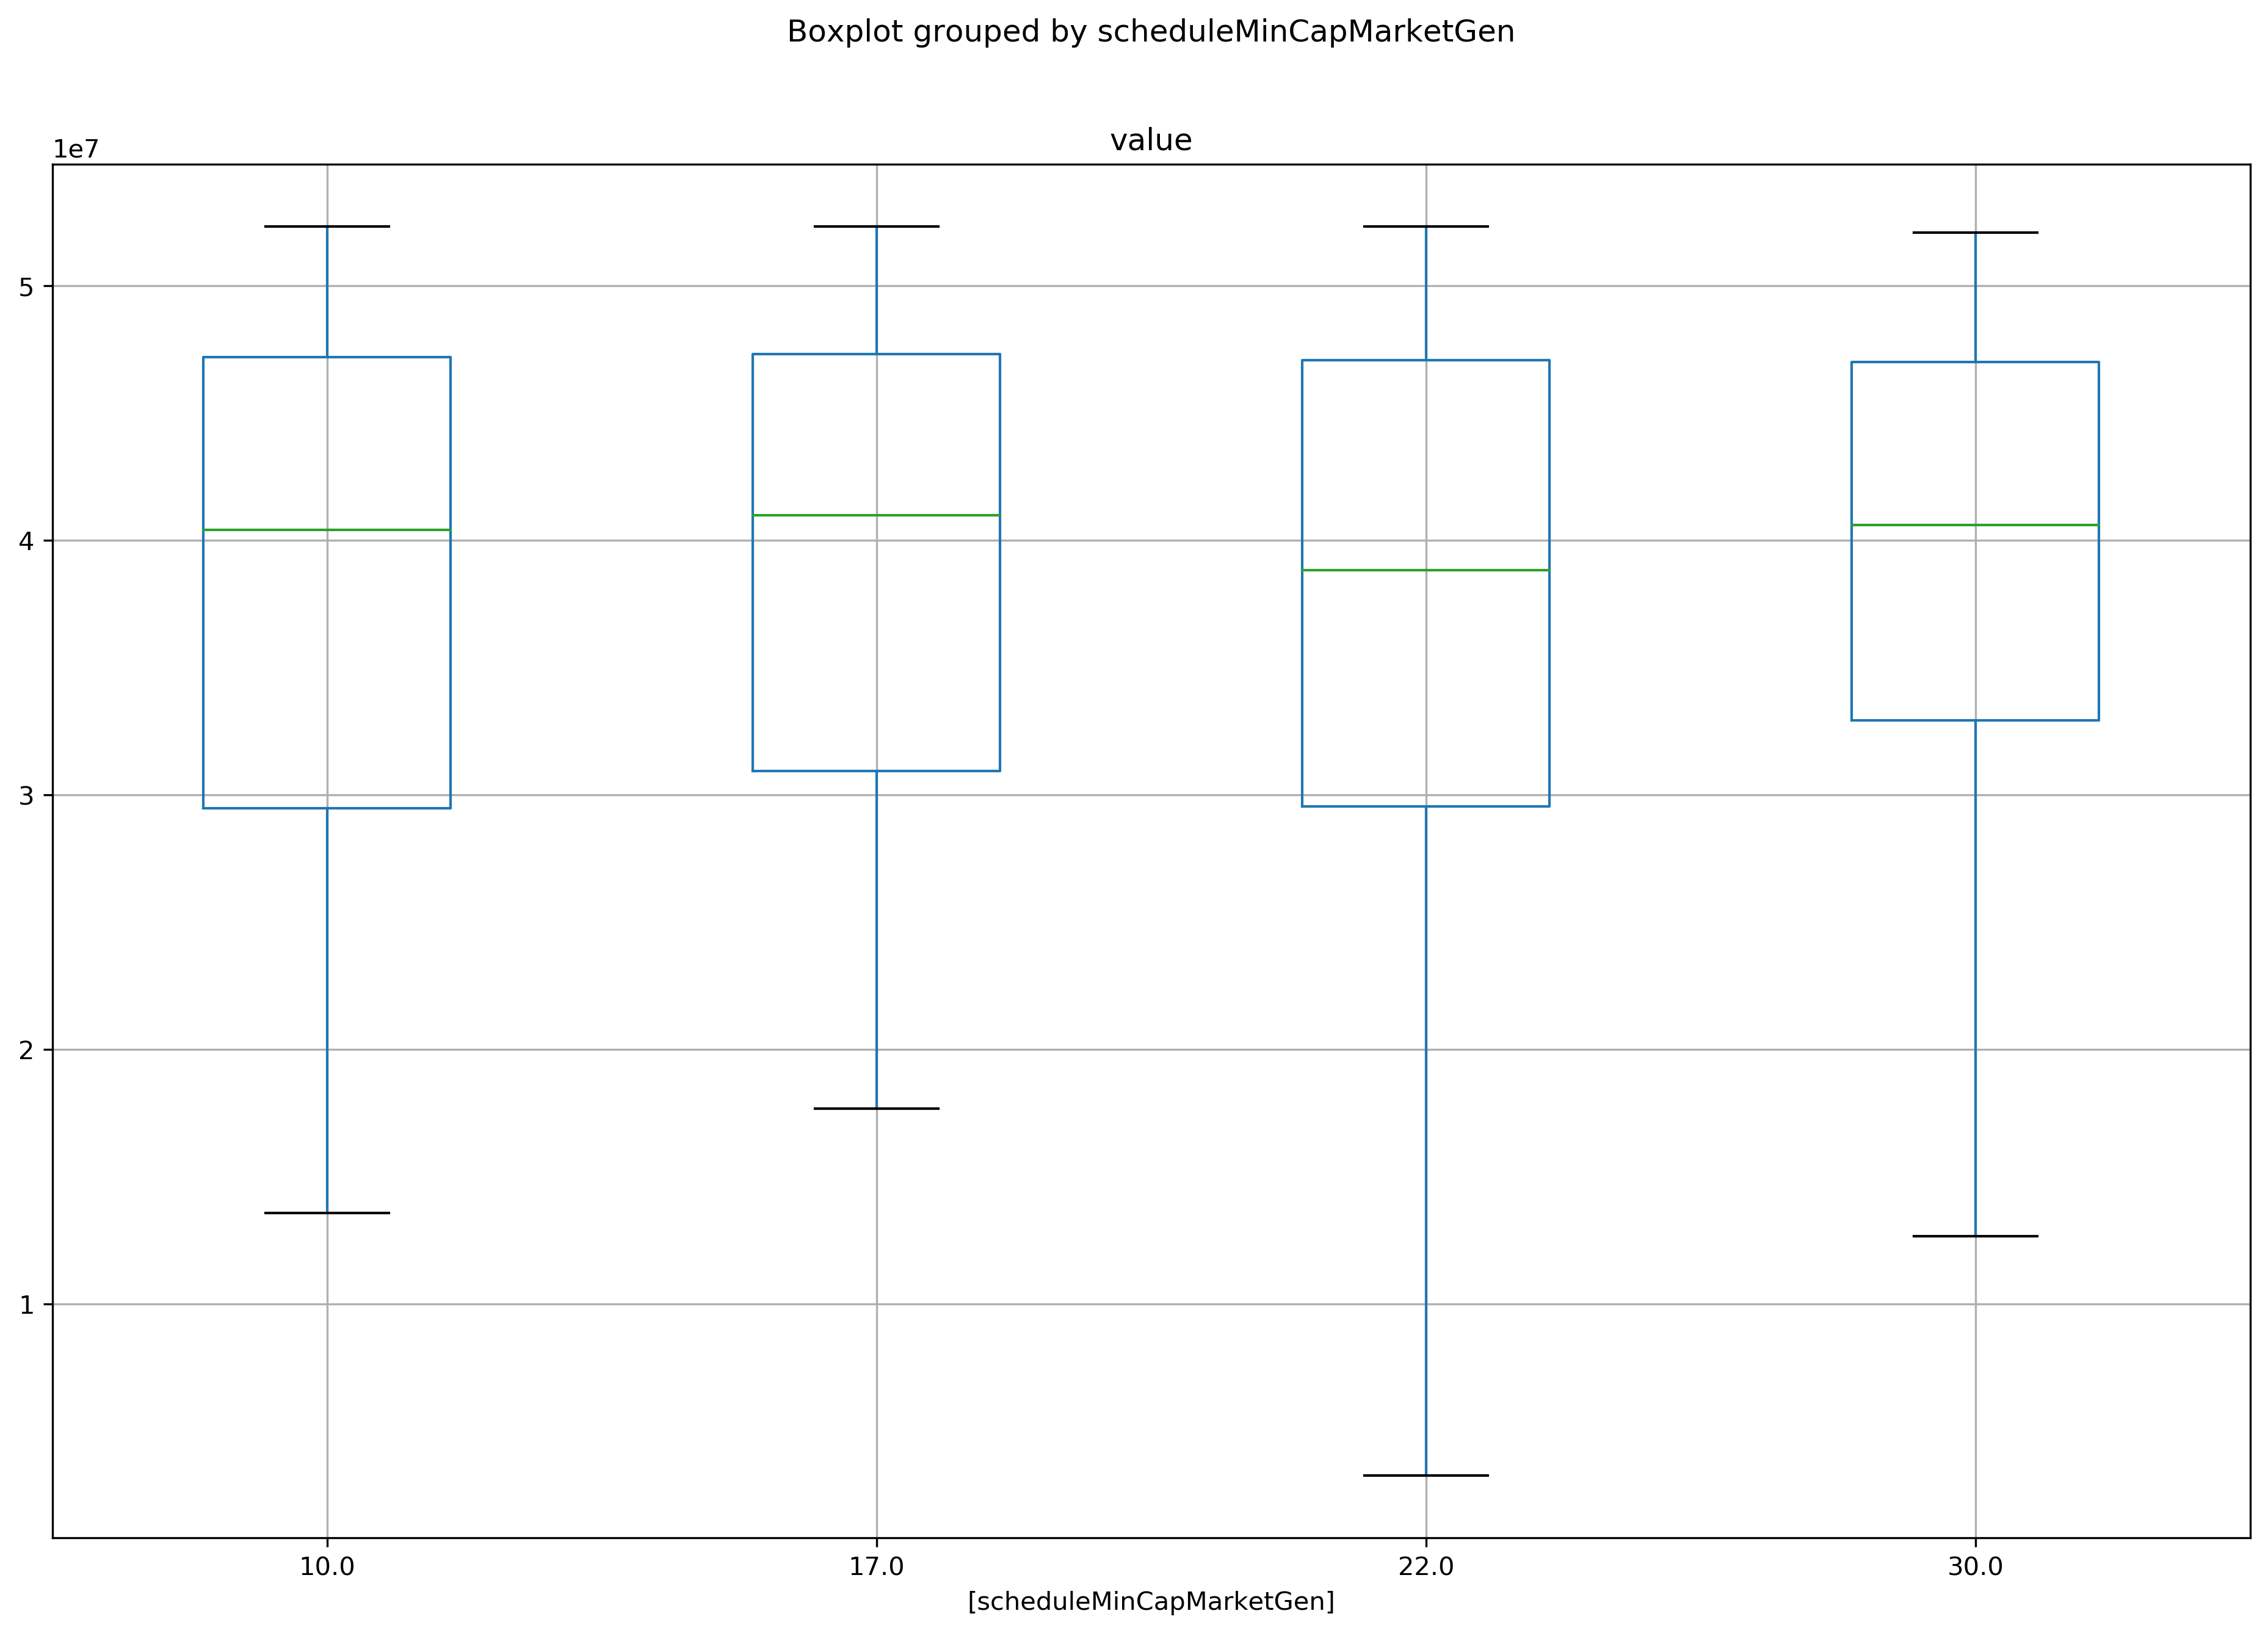 Boxplot grouped by scheduleMinCapMarketGen
value
1e7
5
4
3
2
1
10.0 17.0 22.0 30.0
[scheduleMinCapMarketGen]